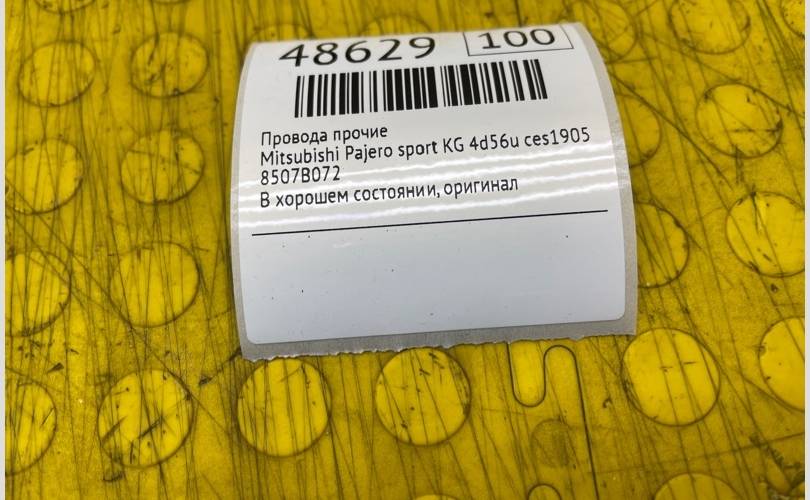 48629 100
Провода прочие
Mitsubishi Pajero sport KG 4d56u ces1905
8507B072
В хорошем состоянии, оригинал